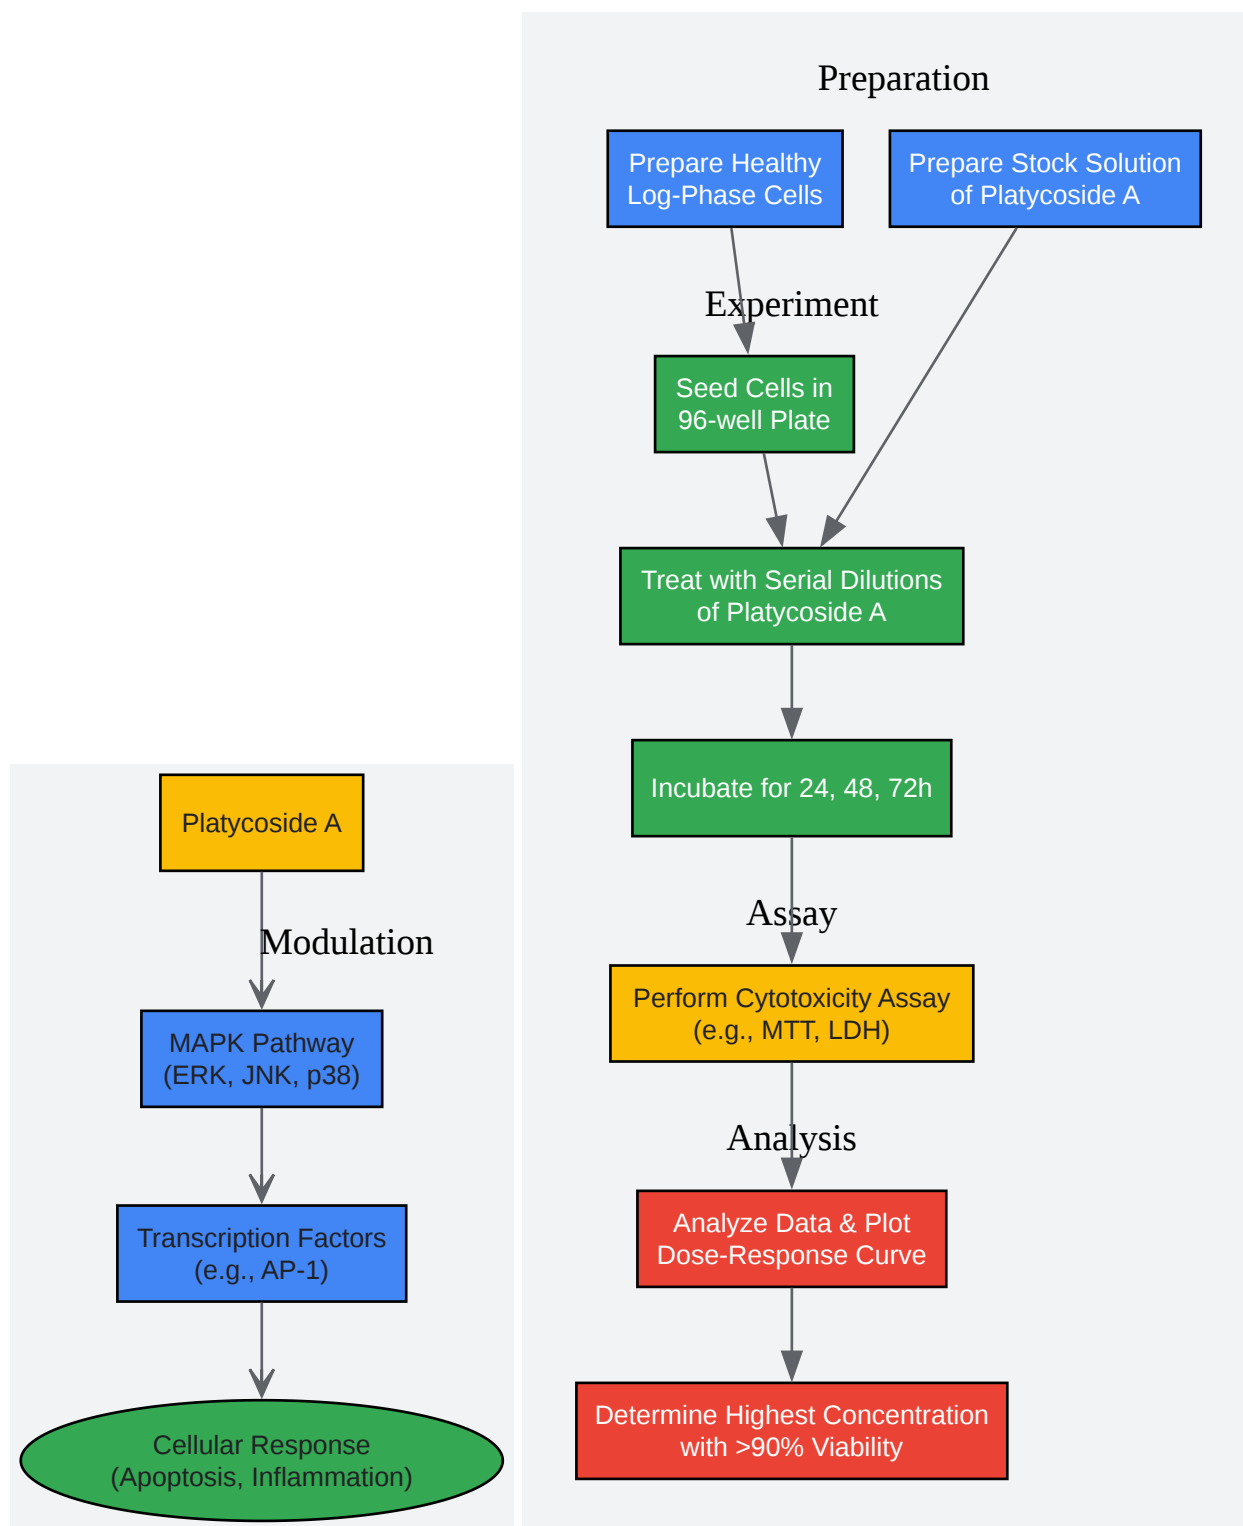 Preparation
Prepare Healthy
Log-Phase Cells
Prepare Stock Solution
of Platycoside A
Experiment
Seed Cells in
96-well Plate
Treat with Serial Dilutions
of Platycoside A
Incubate for 24, 48, 72h
Assay
Perform Cytotoxicity Assay
(e.g., MTT, LDH)
Analysis
Analyze Data & Plot
Dose-Response Curve
Determine Highest Concentration
with >90% Viability
Platycoside A
Modulation
MAPK Pathway
(ERK, JNK, p38)
Transcription Factors
(e.g., AP-1)
Cellular Response
(Apoptosis, Inflammation)